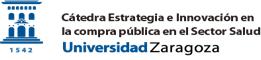 Cátedra Estrategia e Innovación en
la compra pública en el Sector Salud
Universidad Zaragoza
1542